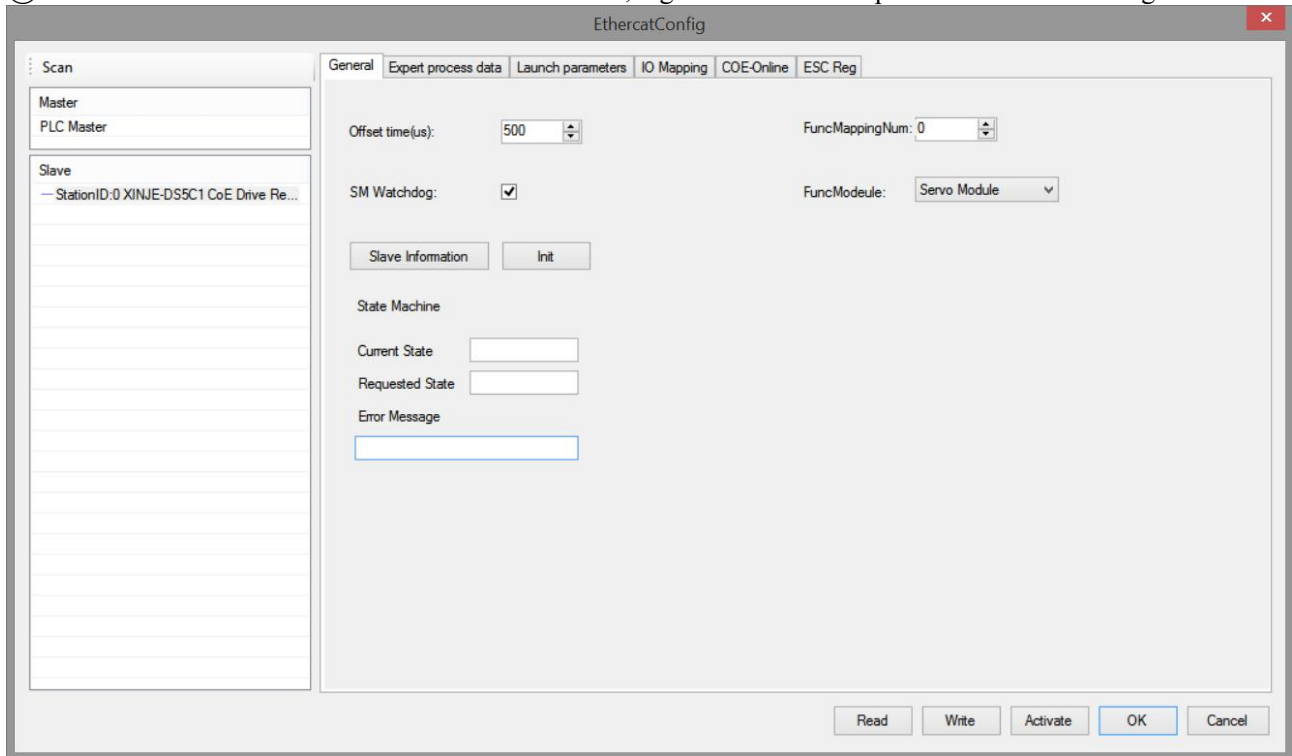 EthercatConfig
Scan
Master
PLC Master
Slave
StationID:0 XINJE-DS5C1 CoE Drive Re...
General Expert process data Launch parameters IO Mapping COE-Online ESC Reg
Offset time(us): 500 FuncMappingNum: 0
SM Watchdog: FuncModeule: Servo Module
Slave Information Init
State Machine
Current State
Requested State
Error Message
Read Write Activate OK Cancel